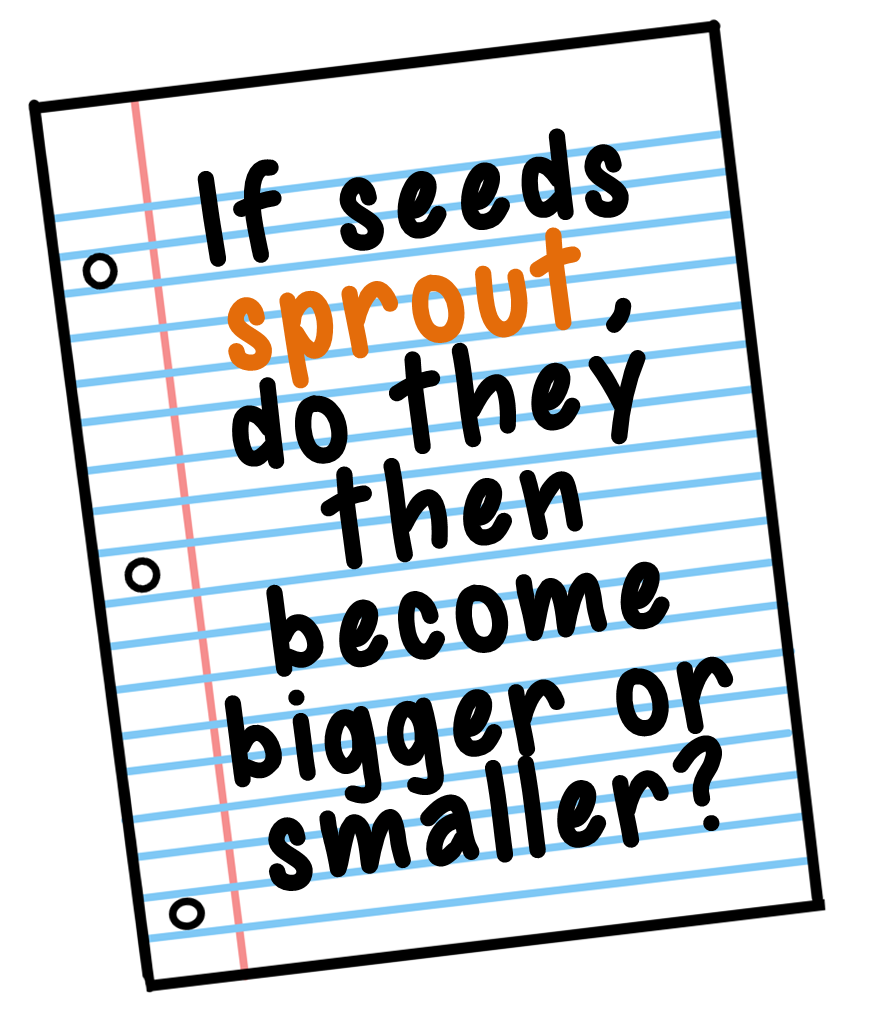 If seeds
sprout,
do they
then
become
bigger or
smaller?